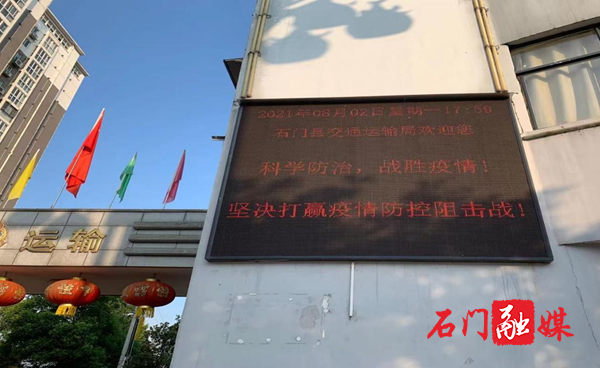 2021年08月02日星期一17:50
石门县交通运输局欢迎您
科学防治，战胜疫情！
坚决打赢疫情防控阻击战！
运输
石门融媒